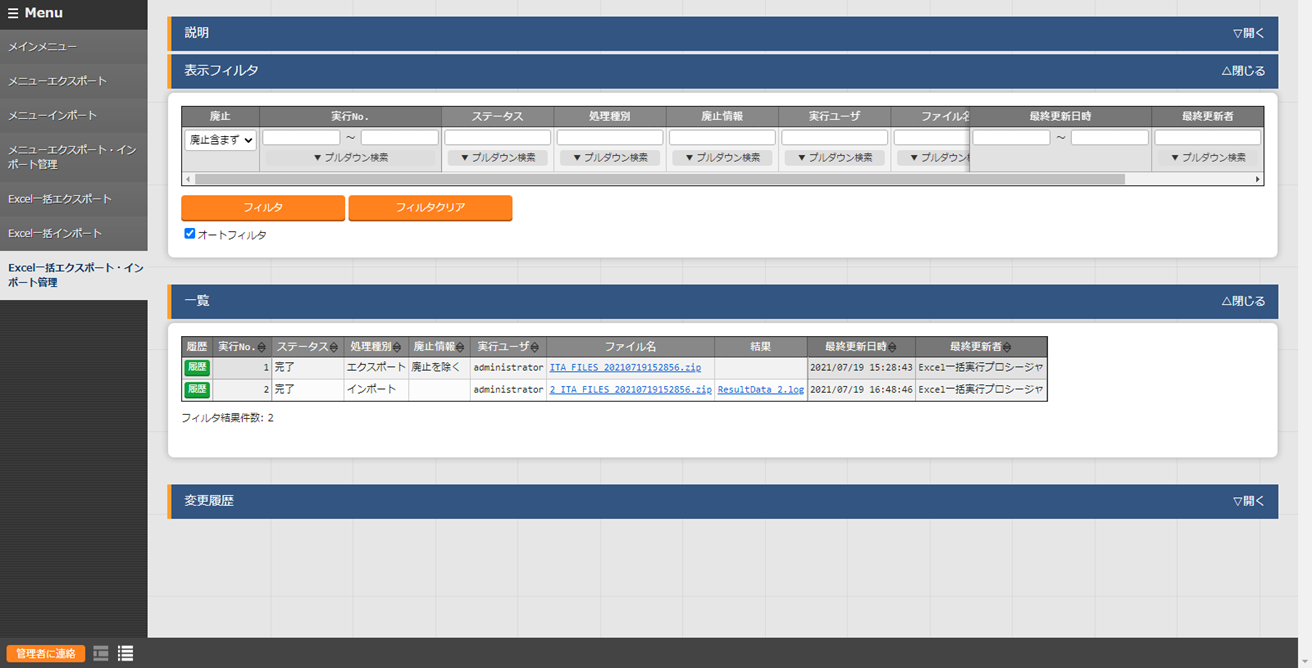 Menu
メインメニュー
メニューエクスポート
メニューインポート
メニューエクスポート・イン
ポート管理
Excel一括エクスポート
Excel一括インポート
Excel一括エクスポート・イン
ポート管理
管理者に連絡
説明 ▽開く
表示フィルタ △閉じる
廃止 実行No. ステータス 処理種別 廃止情報 実行ユーザ ファイル名 最終更新日時 最終更新者
廃止含まず ～ ～
▼ プルダウン検索 ▼ プルダウン検索 ▼ プルダウン検索 ▼ プルダウン検索 ▼ プルダウン検索 ▼ プルダウン ▼ プルダウン検索
フィルタ フィルタクリア
オートフィルタ
一覧 △閉じる
履歴 実行No. ステータス 処理種別 廃止情報 実行ユーザ ファイル名 結果 最終更新日時 最終更新者
履歴 1 完了 エクスポート 廃止を除く administrator ITA_FILES_20210719152856.zip 2021/07/19 15:28:43 Excel一括実行プロシージャ
履歴 2 完了 インポート administrator 2_ITA_FILES_20210719152856.zip ResultData_2.log 2021/07/19 16:48:46 Excel一括実行プロシージャ
フィルタ結果件数: 2
変更履歴 ▽開く